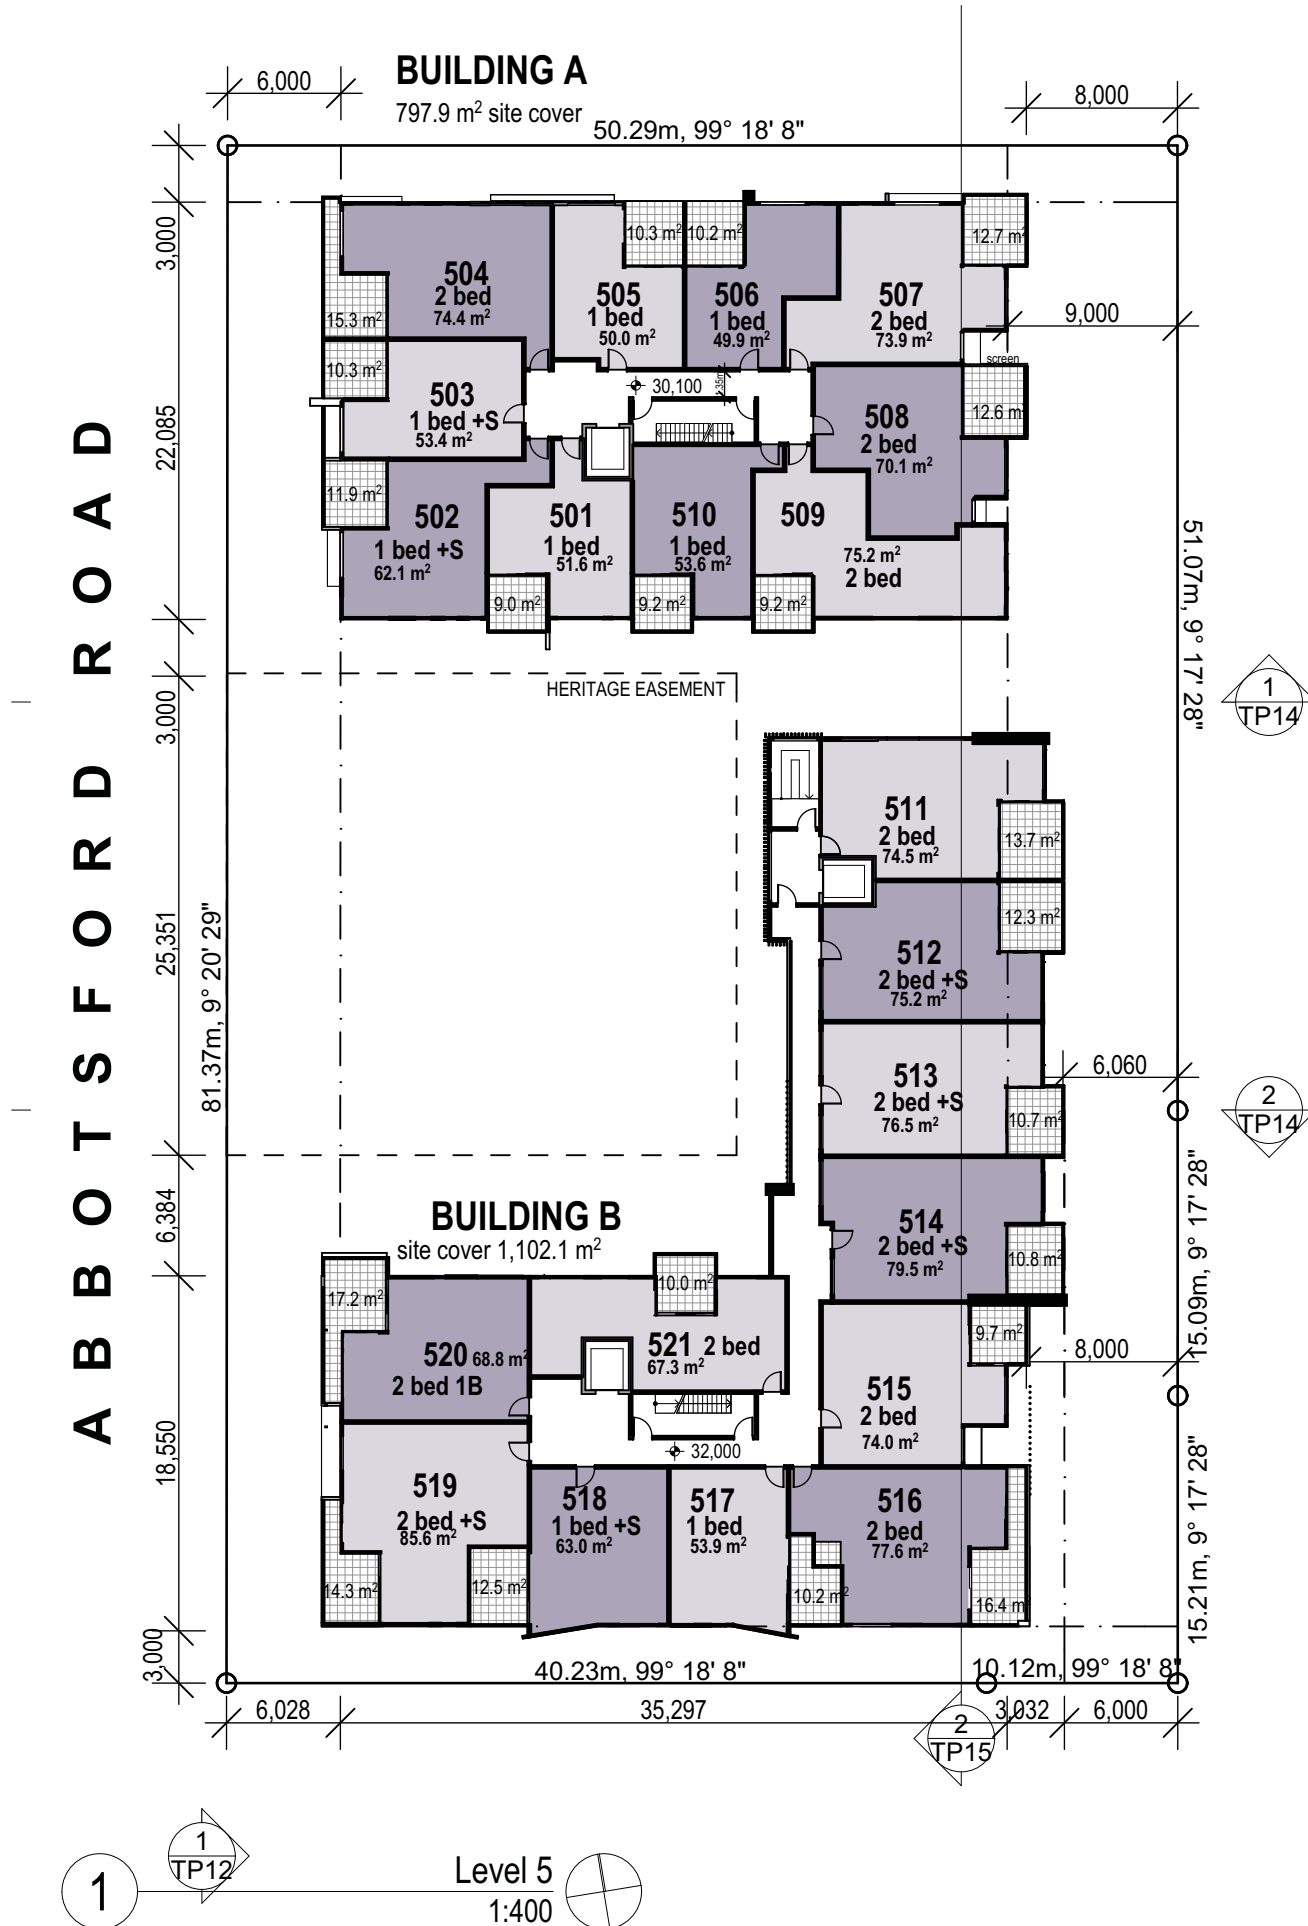 BUILDING A
797.9 m² site cover
6,000
8,000
50.29m, 99° 18' 8"
3,000
10.3 m²
10.2 m²
12.7 m²
504
2 bed
74.4 m²
505
1 bed
50.0 m²
506
1 bed
49.9 m²
507
2 bed
73.9 m²
15.3 m²
9,000
screen
10.3 m²
503
1 bed +S
53.4 m²
30,100
508
2 bed
70.1 m²
12.6 m
22,085
11.9 m²
502
1 bed +S
62.1 m²
501
1 bed
51.6 m²
510
1 bed
53.6 m²
509
75.2 m²
2 bed
9.0 m²
9.2 m²
9.2 m²
51.07m, 9° 17' 28"
ABBOTSFORD ROAD
3,000
HERITAGE EASEMENT
1
TP14
511
2 bed
74.5 m²
13.7 m²
12.3 m²
25,351
81.37m, 9° 20' 29"
512
2 bed +S
75.2 m²
513
2 bed +S
76.5 m²
6,060
10.7 m²
2
TP14
6,384
BUILDING B
site cover 1,102.1 m²
514
2 bed +S
79.5 m²
10.8 m²
15.09m, 9° 17' 28"
17.2 m²
10.0 m²
9.7 m²
8,000
520 68.8 m²
2 bed 1B
521 2 bed
67.3 m²
515
2 bed
74.0 m²
18,550
32,000
519
2 bed +S
85.6 m²
518
1 bed +S
63.0 m²
517
1 bed
53.9 m²
516
2 bed
77.6 m²
14.3 m²
12.5 m²
10.2 m²
16.4 m
15.21m, 9° 17' 28"
3,000
40.23m, 99° 18' 8"
10.12m, 99° 18' 8"
6,028
35,297
3,032
6,000
2
TP15
1
TP12
1
Level 5
1:400